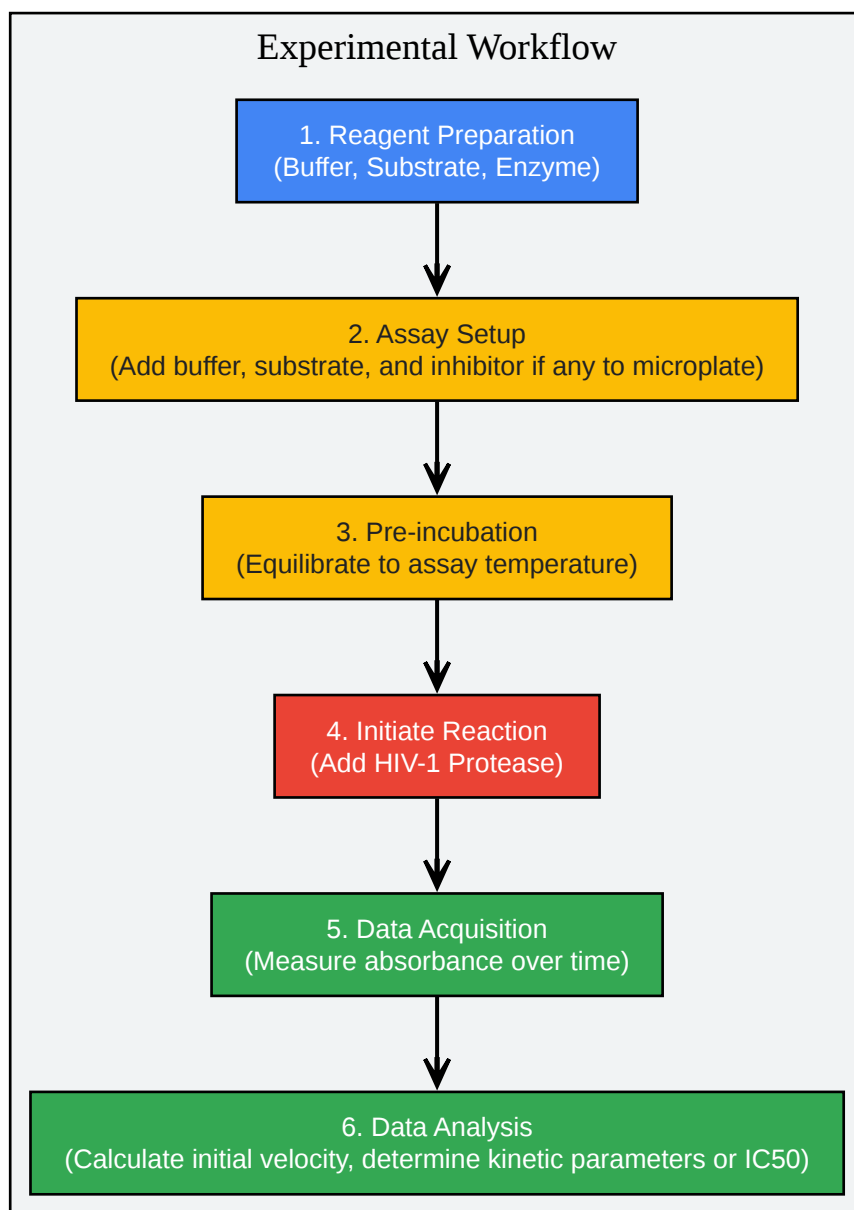 Experimental Workflow
1. Reagent Preparation
(Buffer, Substrate, Enzyme)
2. Assay Setup
(Add buffer, substrate, and inhibitor if any to microplate)
3. Pre-incubation
(Equilibrate to assay temperature)
4. Initiate Reaction
(Add HIV-1 Protease)
5. Data Acquisition
(Measure absorbance over time)
6. Data Analysis
(Calculate initial velocity, determine kinetic parameters or IC50)